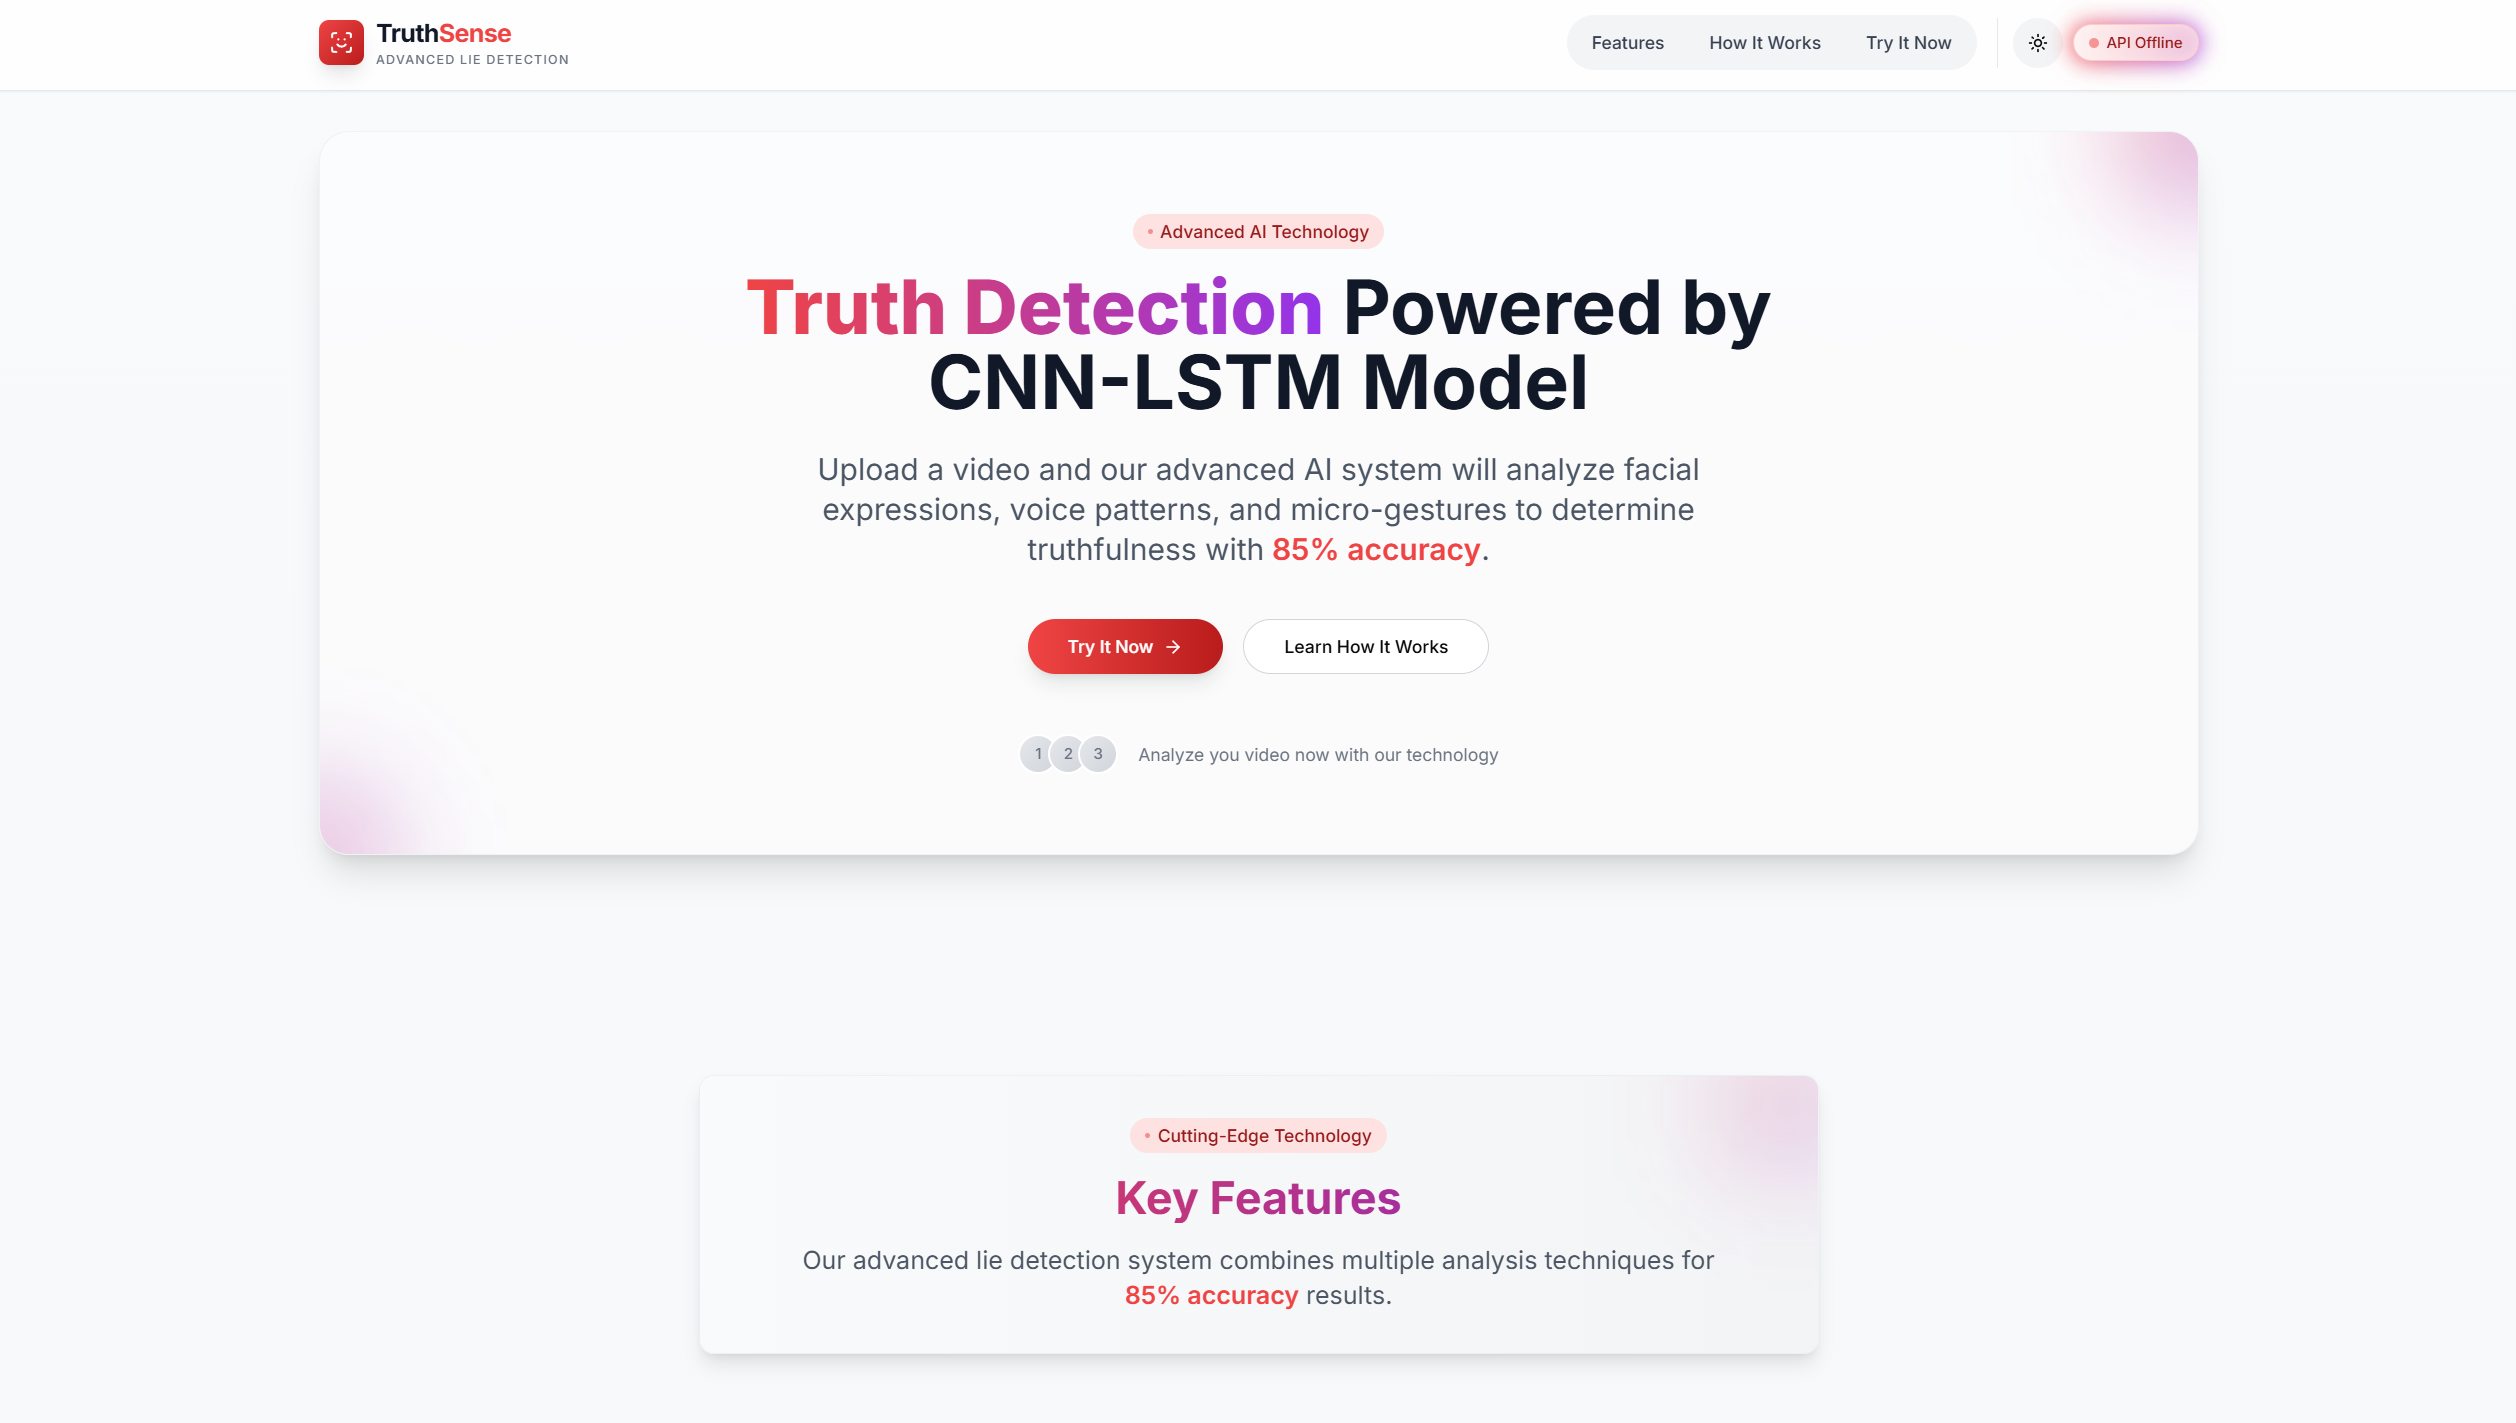 TruthSense
ADVANCED LIE DETECTION
Features
How It Works
Try It Now
API Offline
Advanced AI Technology
Truth Detection Powered by
CNN-LSTM Model
Upload a video and our advanced AI system will analyze facial
expressions, voice patterns, and micro-gestures to determine
truthfulness with 85% accuracy.
Try It Now
Learn How It Works
1 2 3
Analyze you video now with our technology
Cutting-Edge Technology
Key Features
Our advanced lie detection system combines multiple analysis techniques for
85% accuracy results.